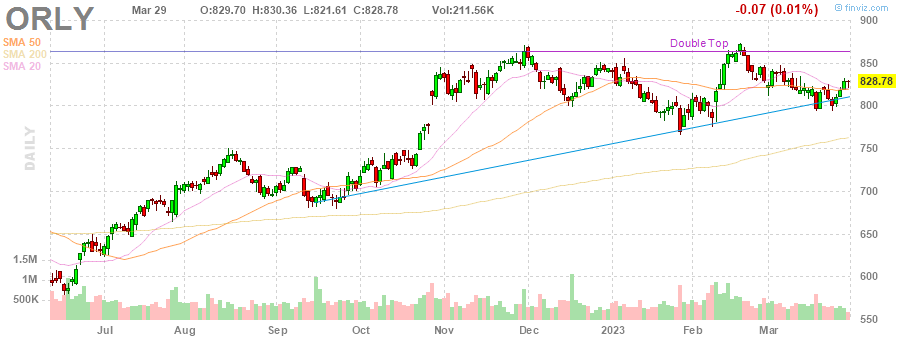 ORLY Mar 29 O:829.70 H:830.36 L:821.61 C:828.78 Vol:211.56K -0.07 (0.01%) finviz.com
SMA 50
SMA 200
SMA 20
DAILY
Double Top
900
850
828.78
800
750
700
650
600
550
1.5M
1M
500K
Jul Aug Sep Oct Nov Dec 2023 Feb Mar